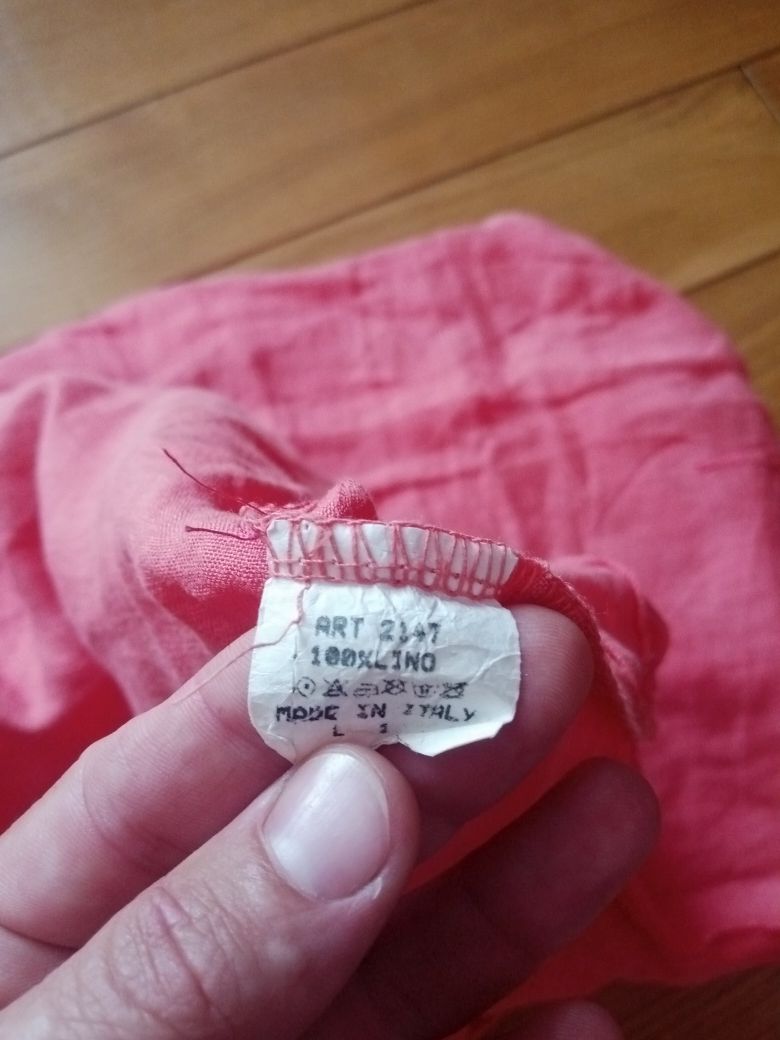 ART 2147
100%LINO
MADE IN ITALY
L